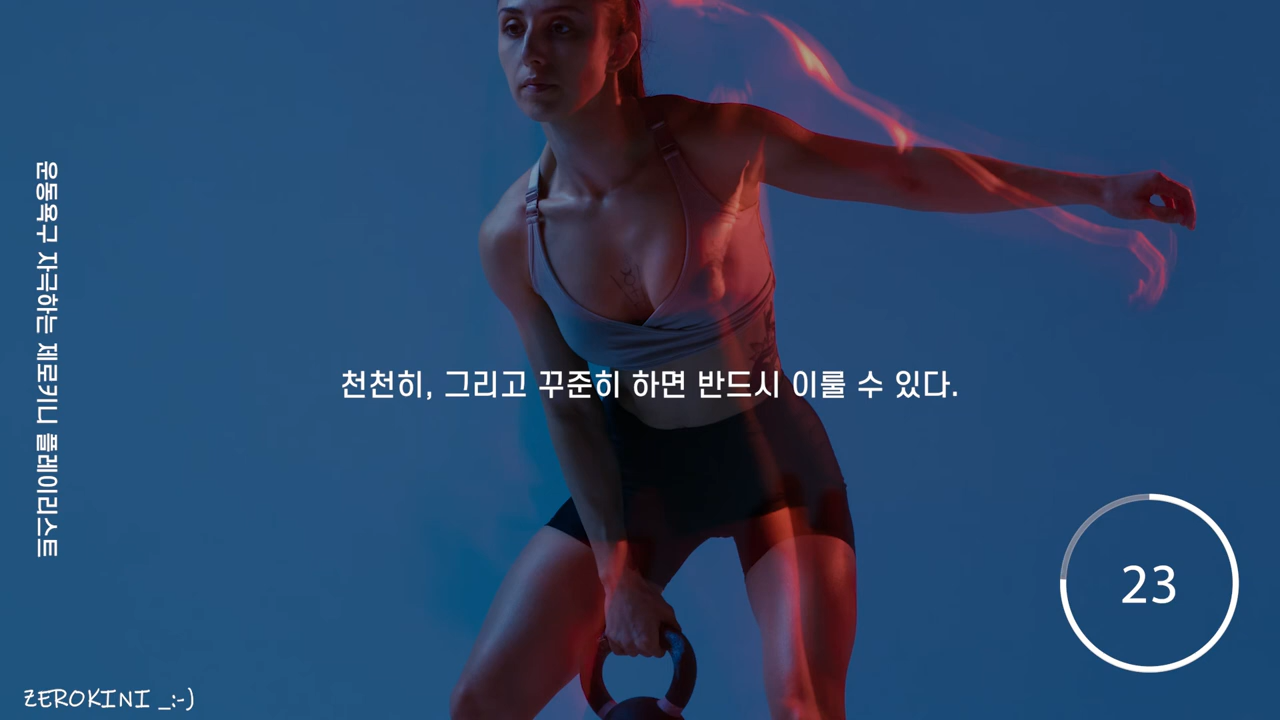 운동욕구 자극하는 제로키니 플레이리스트
천천히, 그리고 꾸준히 하면 반드시 이룰 수 있다.
23
ZEROKINI _:-)